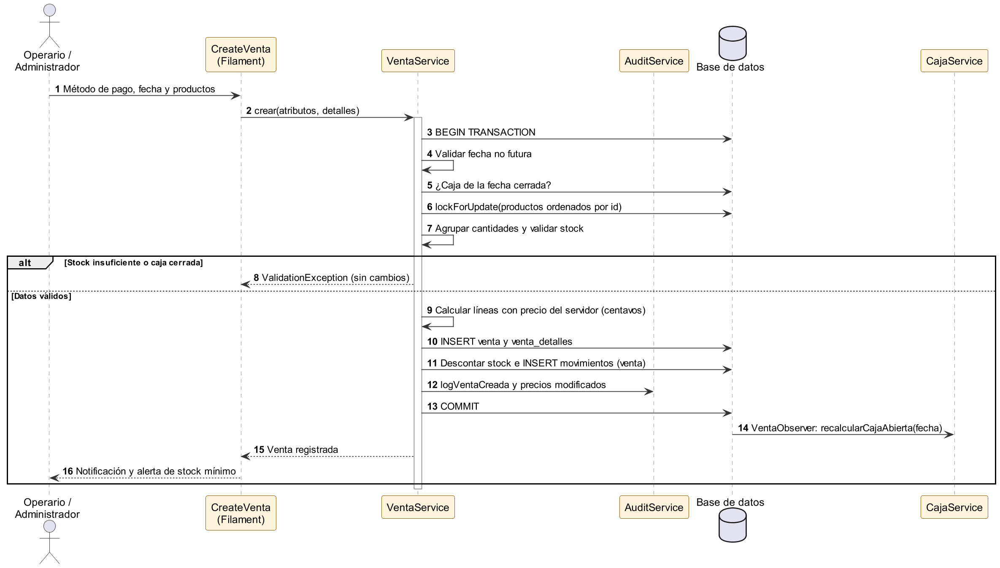 Operario /
Administrador
CreateVenta
(Filament)
VentaService
AuditService
Base de datos
CajaService
1 Método de pago, fecha y productos
2 crear(atributos, detalles)
3 BEGIN TRANSACTION
4 Validar fecha no futura
5 ¿Caja de la fecha cerrada?
6 lockForUpdate(productos ordenados por id)
7 Agrupar cantidades y validar stock
alt [Stock insuficiente o caja cerrada]
8 ValidationException (sin cambios)
[Datos válidos]
9 Calcular líneas con precio del servidor (centavos)
10 INSERT venta y venta_detalles
11 Descontar stock e INSERT movimientos (venta)
12 logVentaCreada y precios modificados
13 COMMIT
14 VentaObserver: recalcularCajaAbierta(fecha)
15 Venta registrada
16 Notificación y alerta de stock mínimo
Operario /
Administrador
CreateVenta
(Filament)
VentaService
AuditService
Base de datos
CajaService